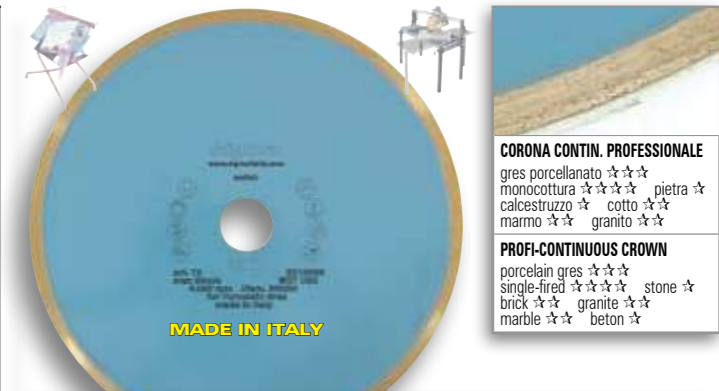 MADE IN ITALY
CORONA CONTIN. PROFESSIONALE
gres porcellanato ☆☆☆
monocottura ☆☆☆☆ pietra ☆
calcestruzzo ☆ cotto ☆☆
marmo ☆☆ granito ☆☆
PROFI-CONTINUOUS CROWN
porcelain gres ☆☆☆
single-fired ☆☆☆☆ stone ☆
brick ☆☆ granite ☆☆
marble ☆☆ beton ☆